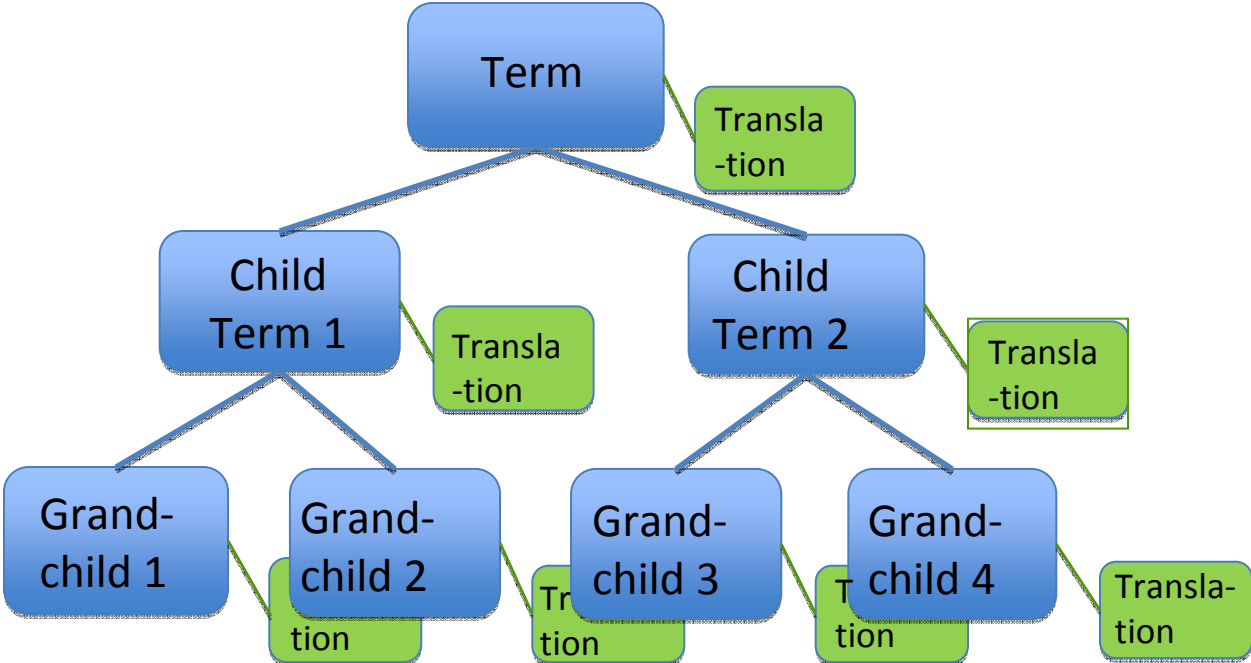 Term
Transla
-tion
Child
Term 1
Transla
-tion
Child
Term 2
Transla
-tion
Grand-
child 1
tion
Grand-
child 2
Tr
tion
Grand-
child 3
T
tion
Grand-
child 4
Transla-
tion